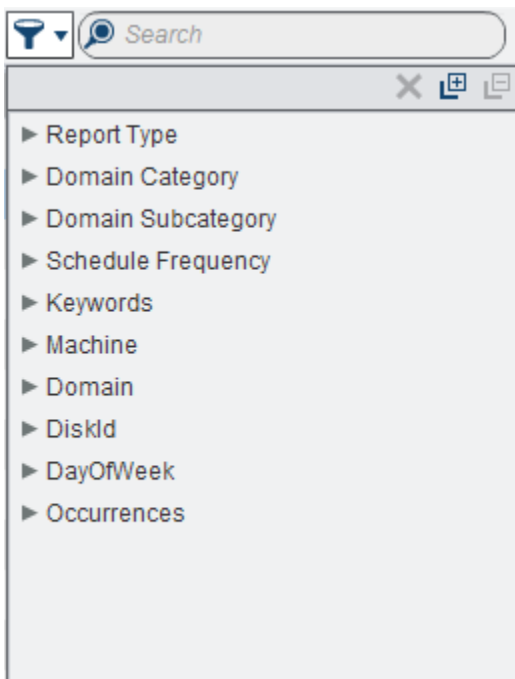 Search
Report Type
Domain Category
Domain Subcategory
Schedule Frequency
Keywords
Machine
Domain
DiskId
DayOfWeek
Occurrences